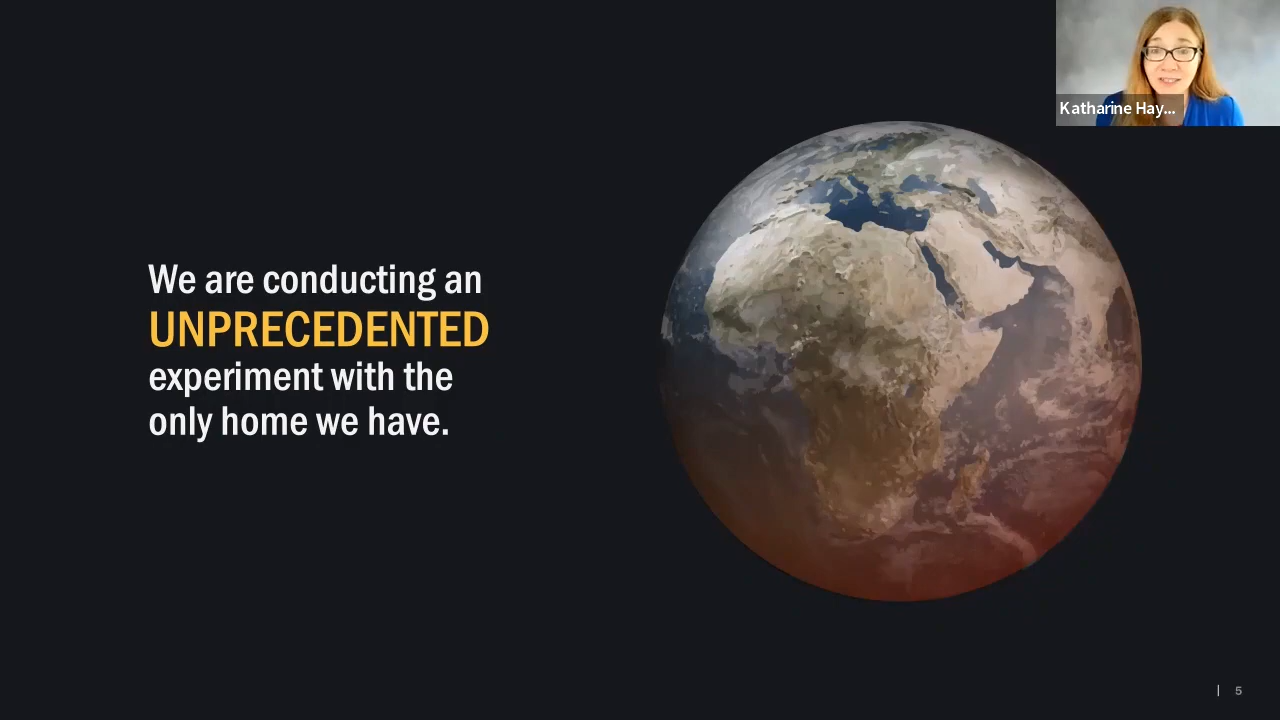 Katharine Hay...
We are conducting an
UNPRECEDENTED
experiment with the
only home we have.
| 5